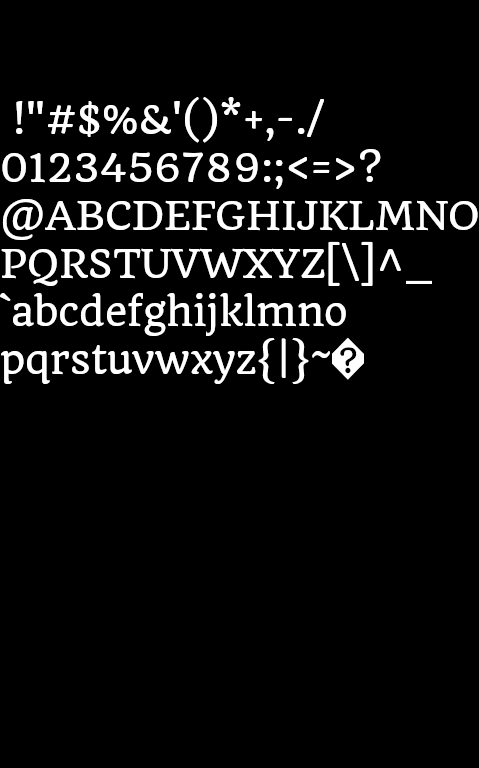 !"#$%&'()*+,-./
0123456789:;<=>?
@ABCDEFGHIJKLMNO
PQRSTUVWXYZ[\]^_
`abcdefghijklmno
pqrstuvwxyz{|}~�